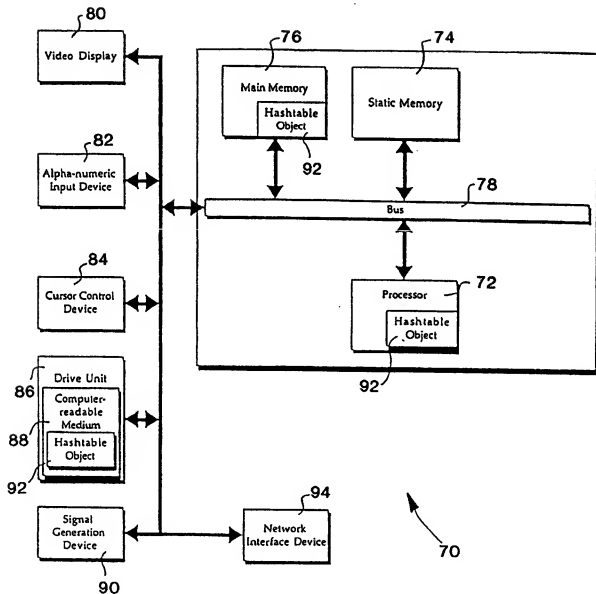 80
Video Display
76
Main Memory
Hashtable
Object
92
74
Static Memory
82
Alpha-numeric
Input Device
78
Bus
84
Cursor Control
Device
72
Processor
Hashtable
Object
92
86
Drive Unit
Computer-
readable
Medium
88
Hashtable
Object
92
Signal
Generation
Device
90
94
Network
Interface Device
70